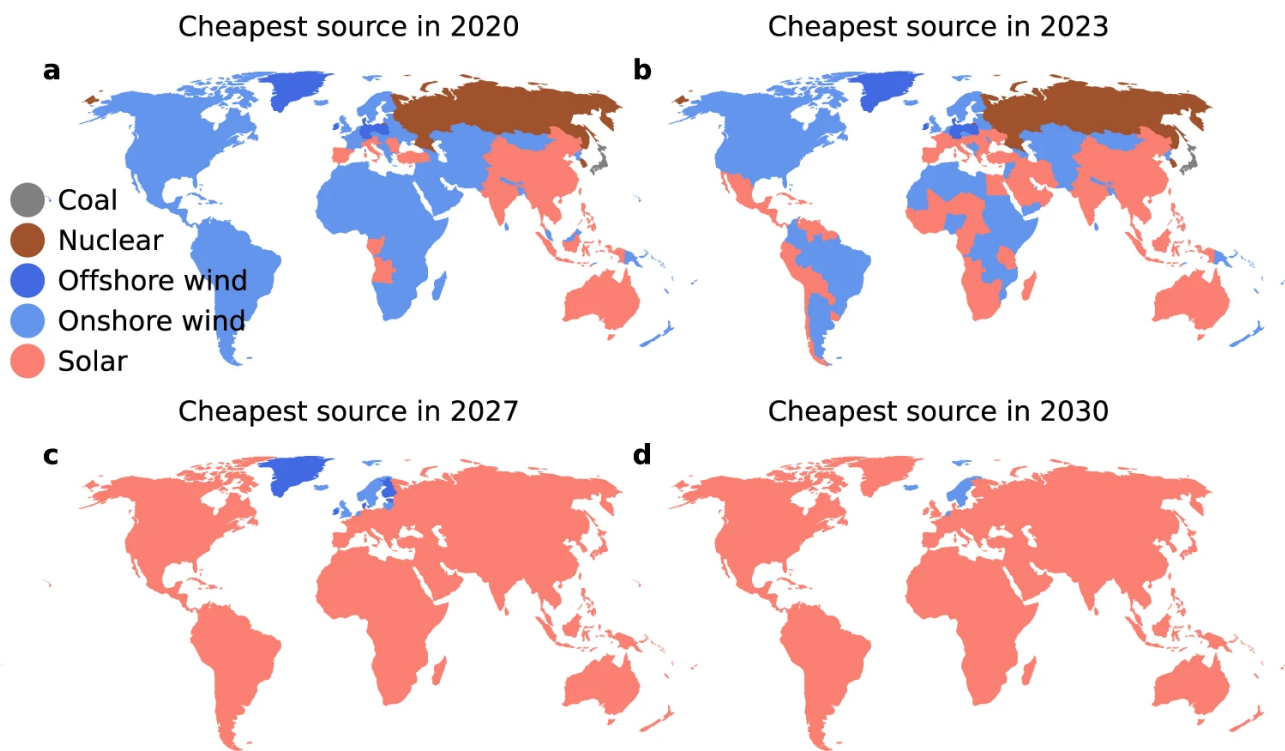 Cheapest source in 2020
Cheapest source in 2023
a
b
Coal
Nuclear
Offshore wind
Onshore wind
Solar
Cheapest source in 2027
Cheapest source in 2030
c
d